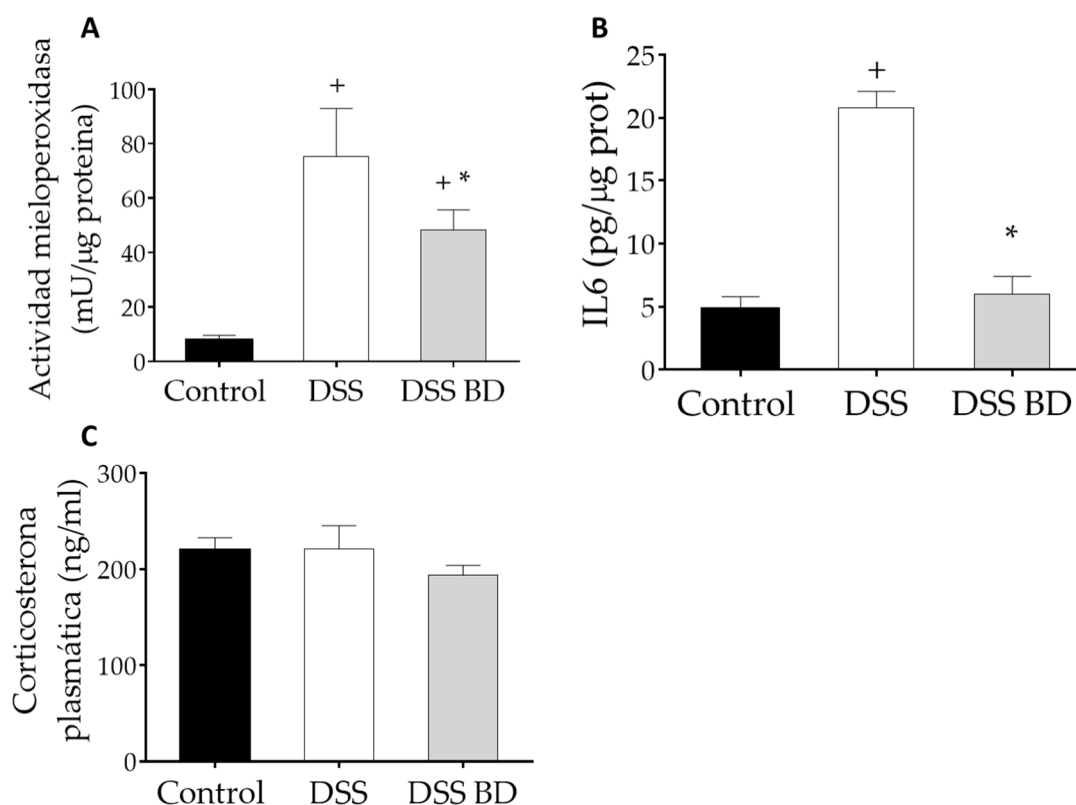 A
Actividad mieloperoxidasa
(mU/µg proteina)
100
80
60
40
20
0
+
+ *
Control DSS DSS BD
B
IL6 (pg/µg prot)
25
20
15
10
5
0
+
*
Control DSS DSS BD
C
Corticosterona
plasmática (ng/ml)
300
200
100
0
Control DSS DSS BD